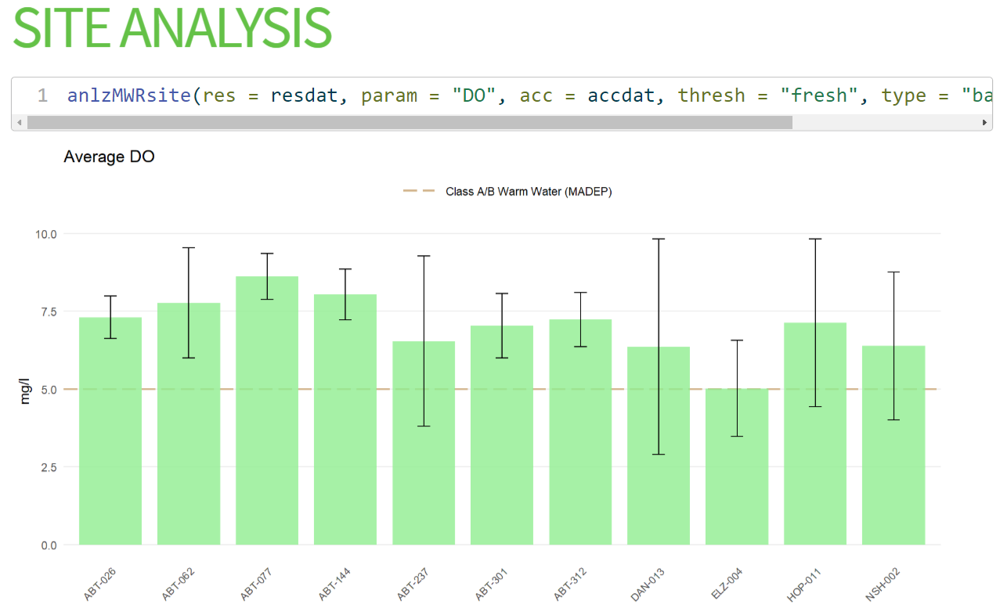 SITE ANALYSIS
1 anlzMWRsite(res = resdat, param = "DO", acc = accdat, thresh = "fresh", type = "ba
Average DO
Class A/B Warm Water (MADEP)
10.0
7.5
5.0
2.5
0.0
mg/l
ABT-026
ABT-062
ABT-077
ABT-144
ABT-237
ABT-301
ABT-312
DAN-013
ELZ-004
HOP-011
NSH-002